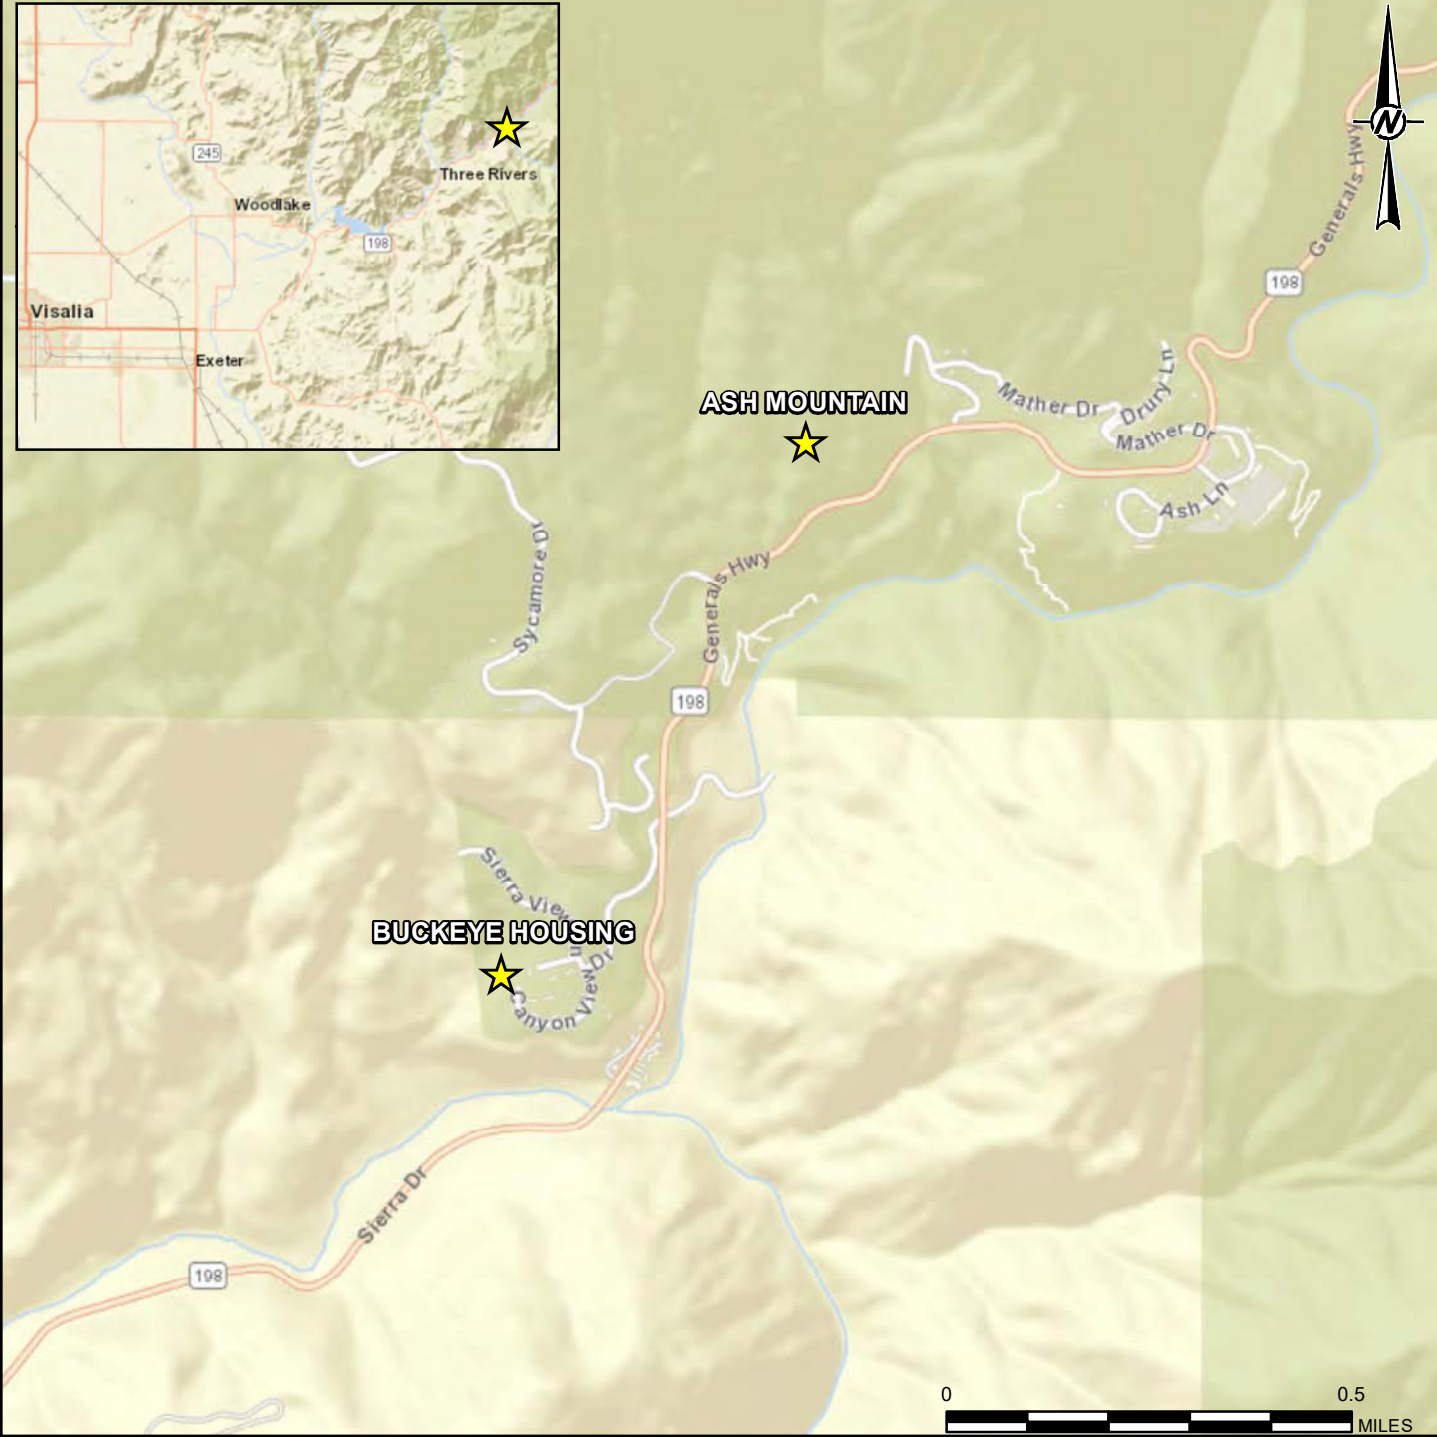 245
Three Rivers
Woodlake
198
Visalia
Exeter
N
Generals Hwy
198
ASH MOUNTAIN
Mather Dr
Drury Ln
Mather Dr
Ash Ln
Sycamore Dr
Generals Hwy
198
Sierra View Ln
BUCKEYE HOUSING
Canyon View Dr
Sierra Dr
198
0 0.5
MILES